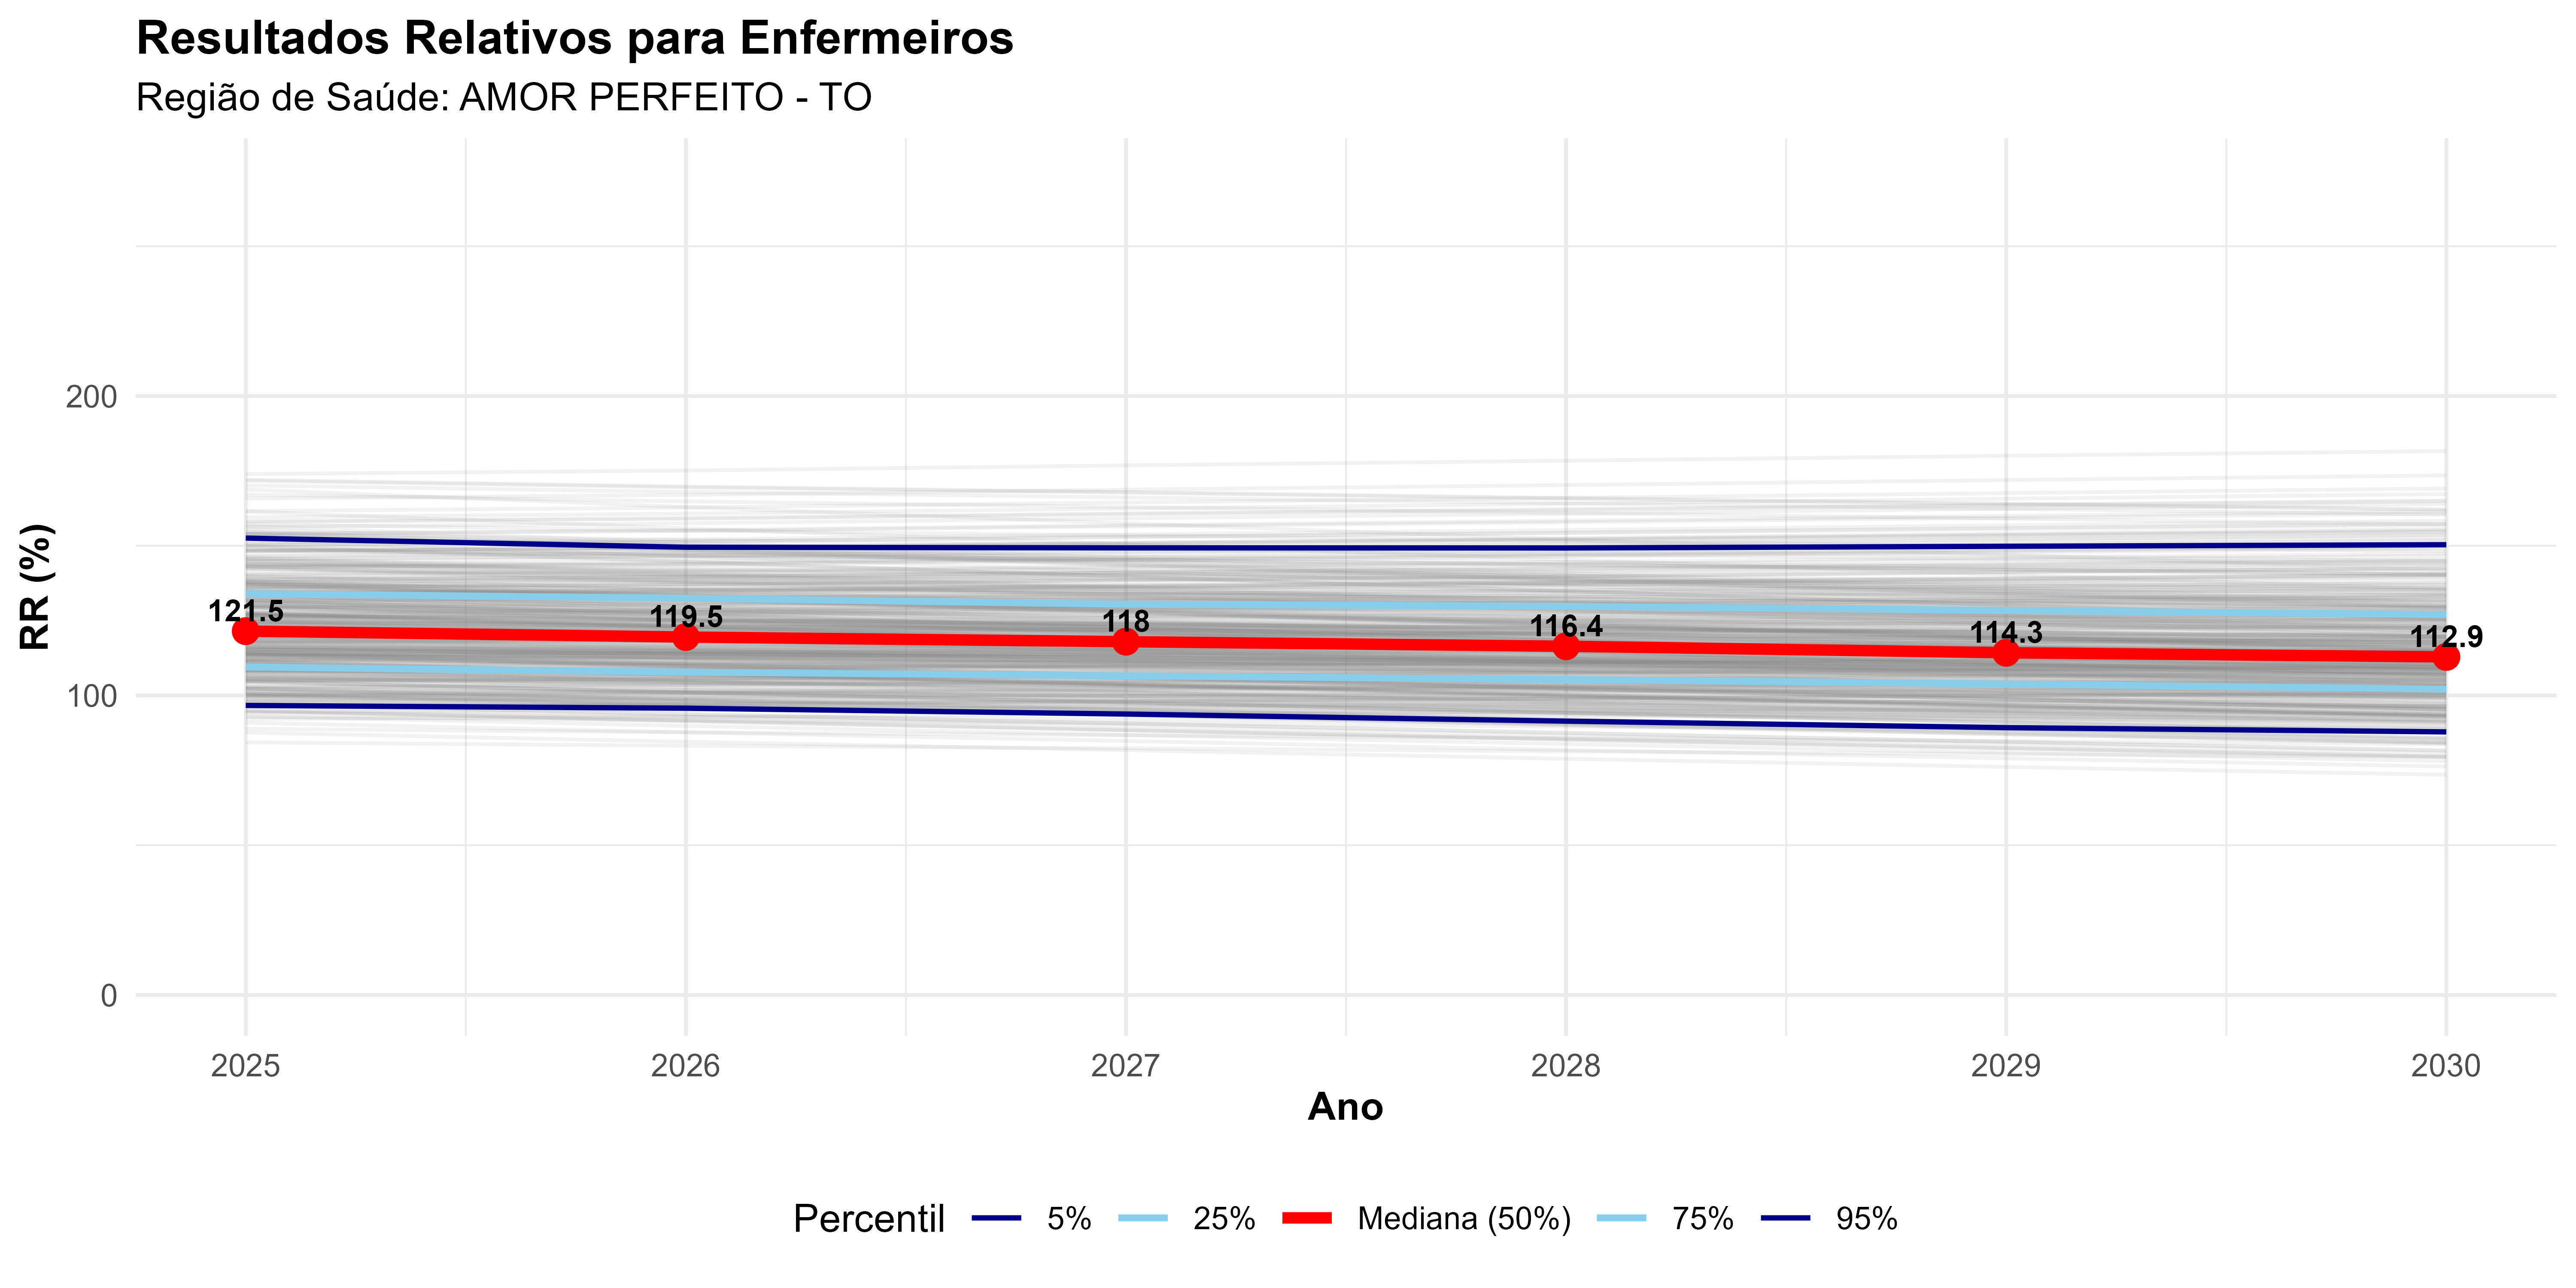 Resultados Relativos para Enfermeiros
Região de Saúde: AMOR PERFEITO - TO
RR (%)
200
100
0
121.5
119.5
118
116.4
114.3
112.9
2025 2026 2027 2028 2029 2030
Ano
Percentil 5% 25% Mediana (50%) 75% 95%